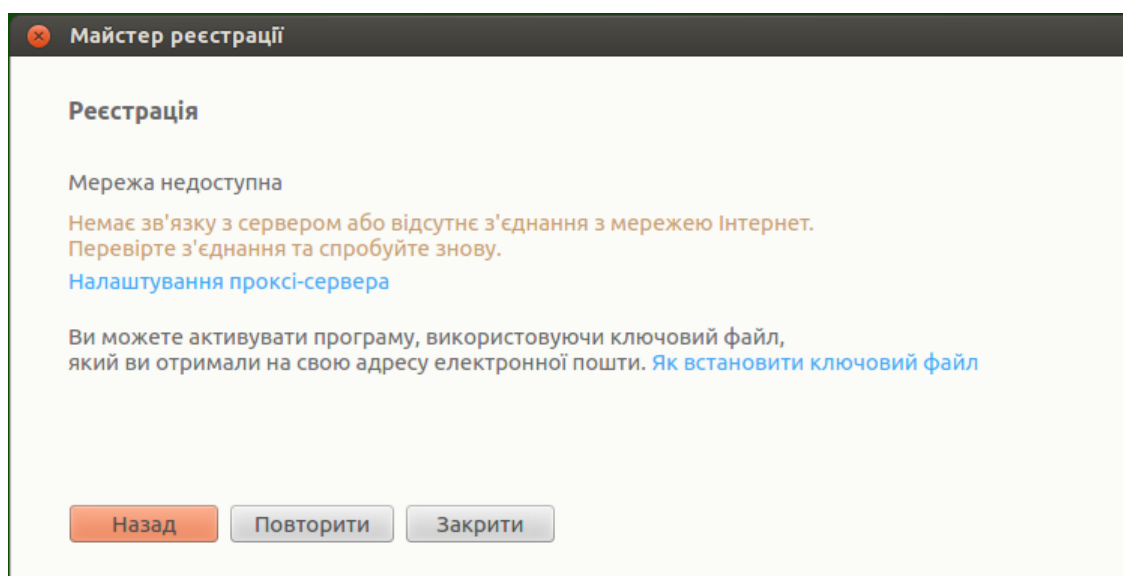 Майстер реєстрації
Реєстрація
Мережа недоступна
Немає зв'язку з сервером або відсутнє з'єднання з мережею Інтернет.
Перевірте з'єднання та спробуйте знову.
Налаштування проксі-сервера
Ви можете активувати програму, використовуючи ключовий файл,
який ви отримали на свою адресу електронної пошти. Як встановити ключовий файл
Назад Повторити Закрити